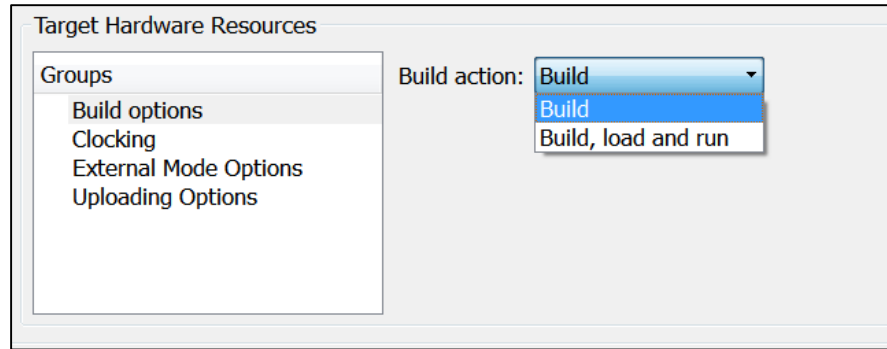 Target Hardware Resources
Groups
Build options
Clocking
External Mode Options
Uploading Options
Build action: Build
Build
Build, load and run